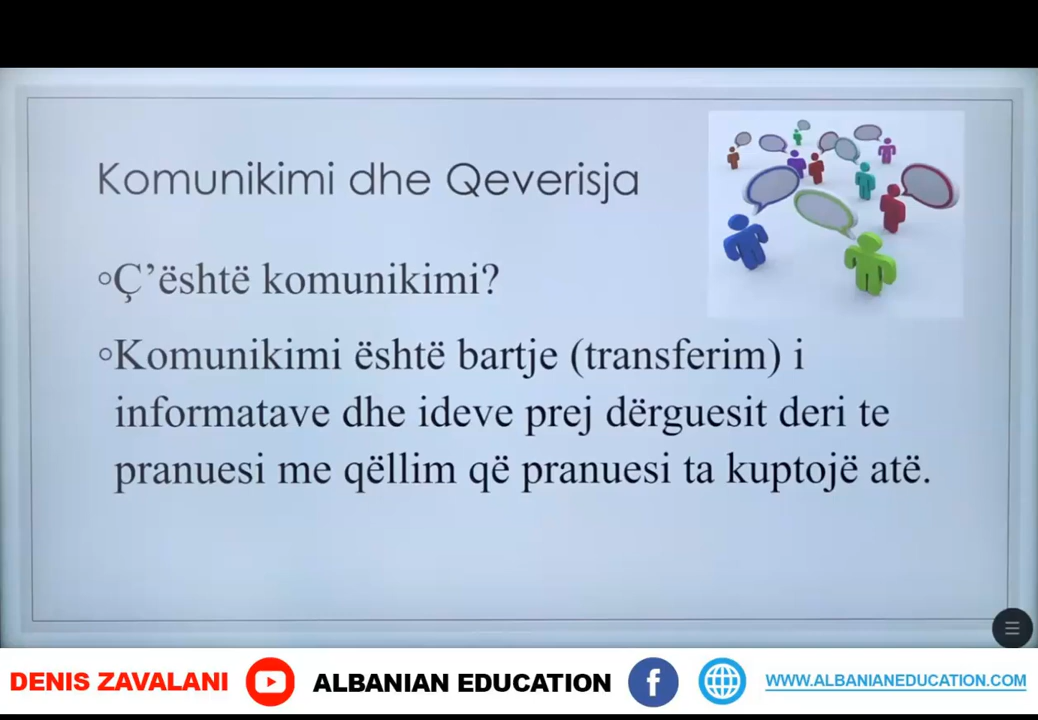 Komunikimi dhe Qeverisja
Ç’është komunikimi?
Komunikimi është bartje (transferim) i
informatave dhe ideve prej dërguesit deri te
pranuesi me qëllim që pranuesi ta kuptojë atë.
DENIS ZAVALANI ALBANIAN EDUCATION WWW.ALBANIANEDUCATION.COM